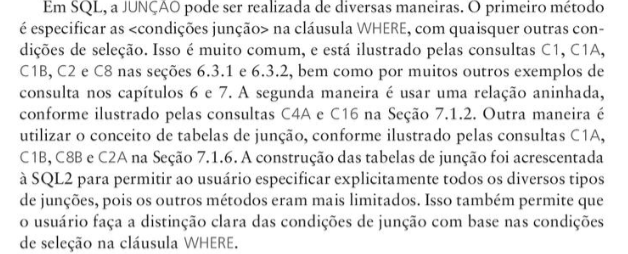 Em SQL, a JUNÇÃO pode ser realizada de diversas maneiras. O primeiro método
é especificar as <condições junção> na cláusula WHERE, com quaisquer outras con-
dições de seleção. Isso é muito comum, e está ilustrado pelas consultas C1, C1A,
C1B, C2 e C8 nas seções 6.3.1 e 6.3.2, bem como por muitos outros exemplos de
consulta nos capítulos 6 e 7. A segunda maneira é usar uma relação aninhada,
conforme ilustrado pelas consultas C4A e C16 na Seção 7.1.2. Outra maneira é
utilizar o conceito de tabelas de junção, conforme ilustrado pelas consultas C1A,
C1B, C8B e C2A na Seção 7.1.6. A construção das tabelas de junção foi acrescentada
à SQL2 para permitir ao usuário especificar explicitamente todos os diversos tipos
de junções, pois os outros métodos eram mais limitados. Isso também permite que
o usuário faça a distinção clara das condições de junção com base nas condições
de seleção na cláusula WHERE.